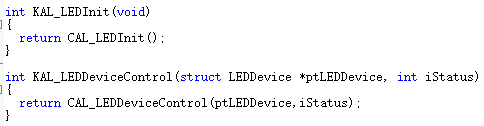 int KAL_LEDInit(void)
{
  return CAL_LEDInit();
}
int KAL_LEDDeviceControl(struct LEDDevice *ptLEDDevice, int iStatus)
{
  return CAL_LEDDeviceControl(ptLEDDevice,iStatus);
}